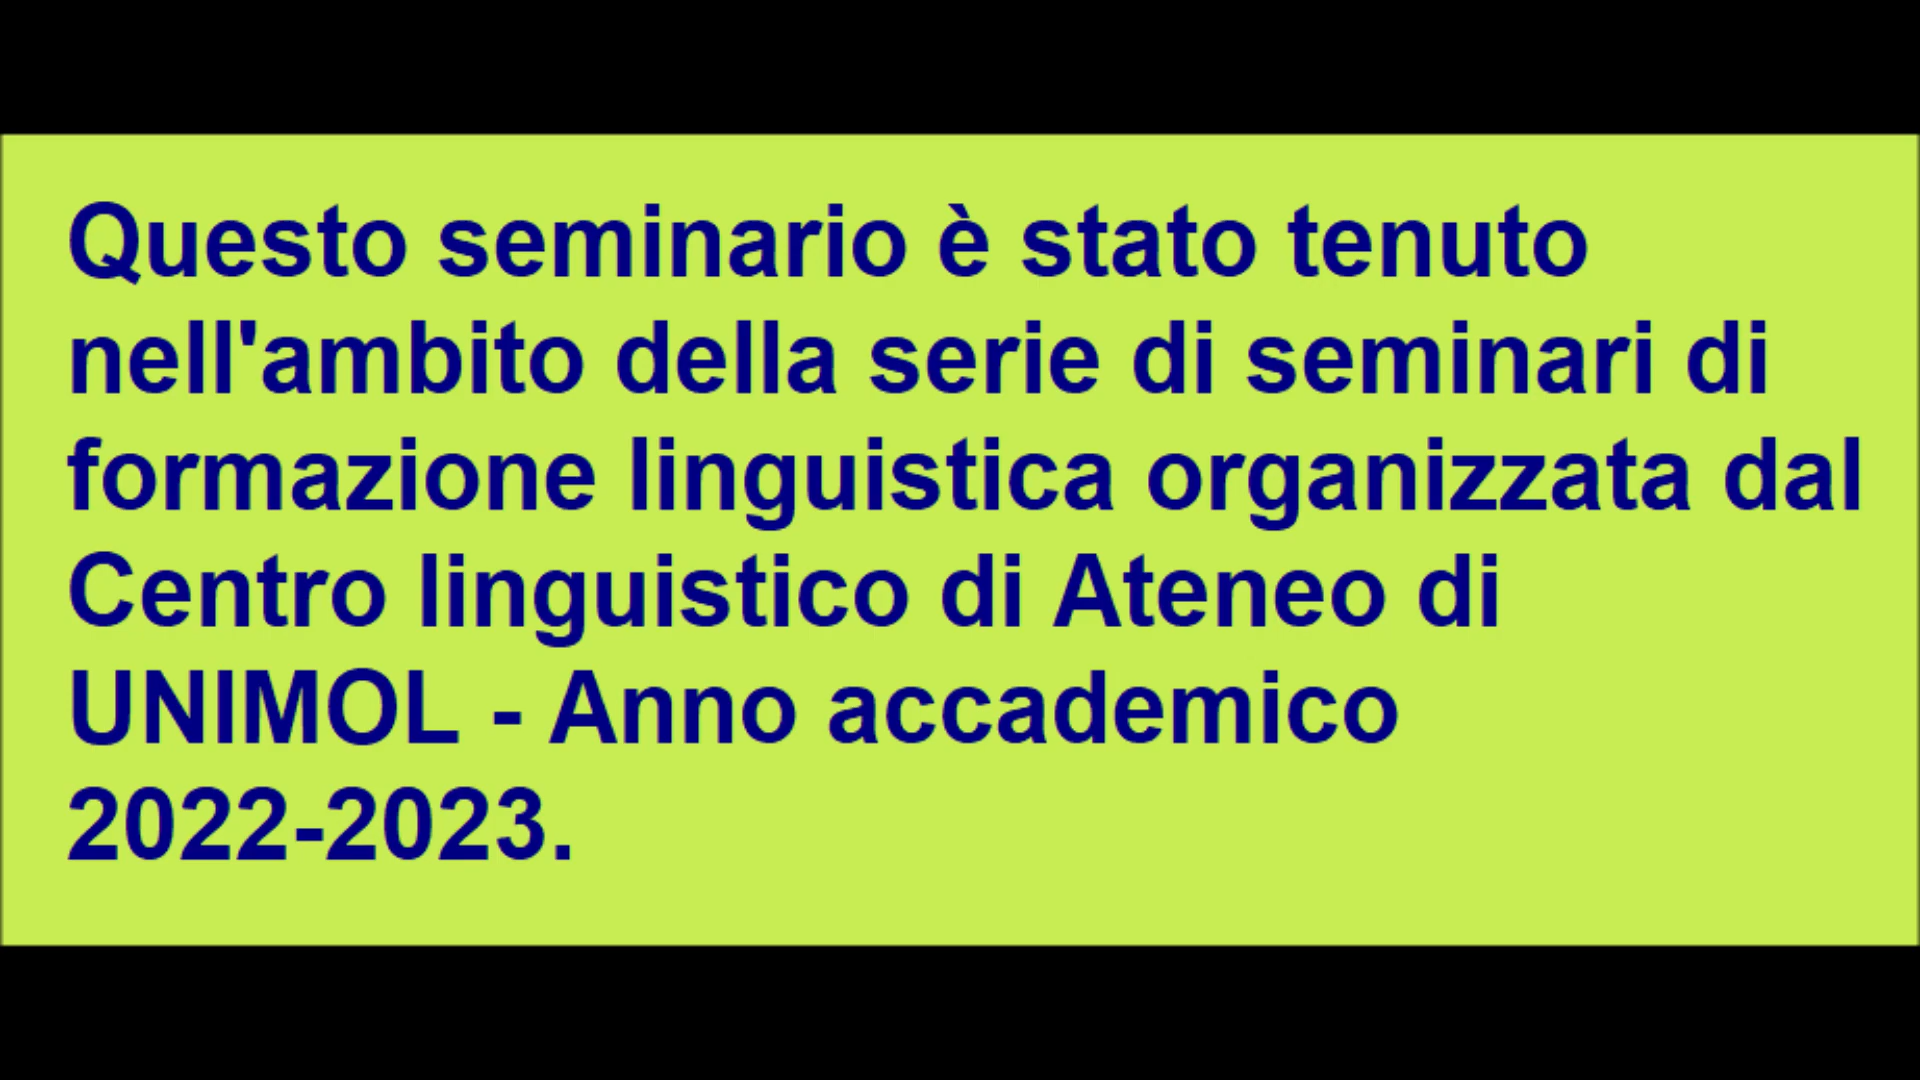 Questo seminario è stato tenuto
nell'ambito della serie di seminari di
formazione linguistica organizzata dal
Centro linguistico di Ateneo di
UNIMOL - Anno accademico
2022-2023.